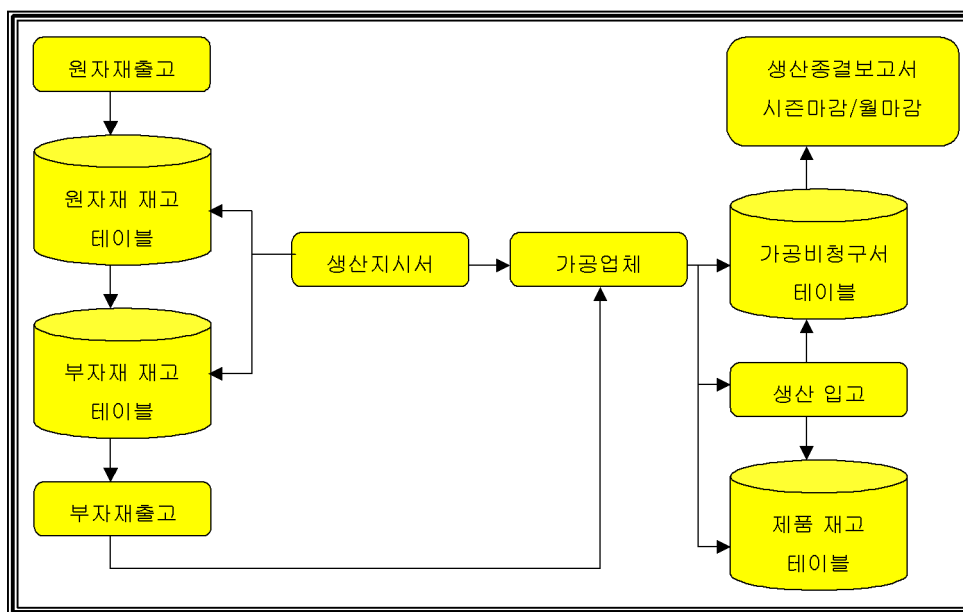 원자재출고
원자재 재고
테이블
부자재 재고
테이블
부자재출고
생산지시서
가공업체
생산종결보고서
시즌마감/월마감
가공비청구서
테이블
생산 입고
제품 재고
테이블